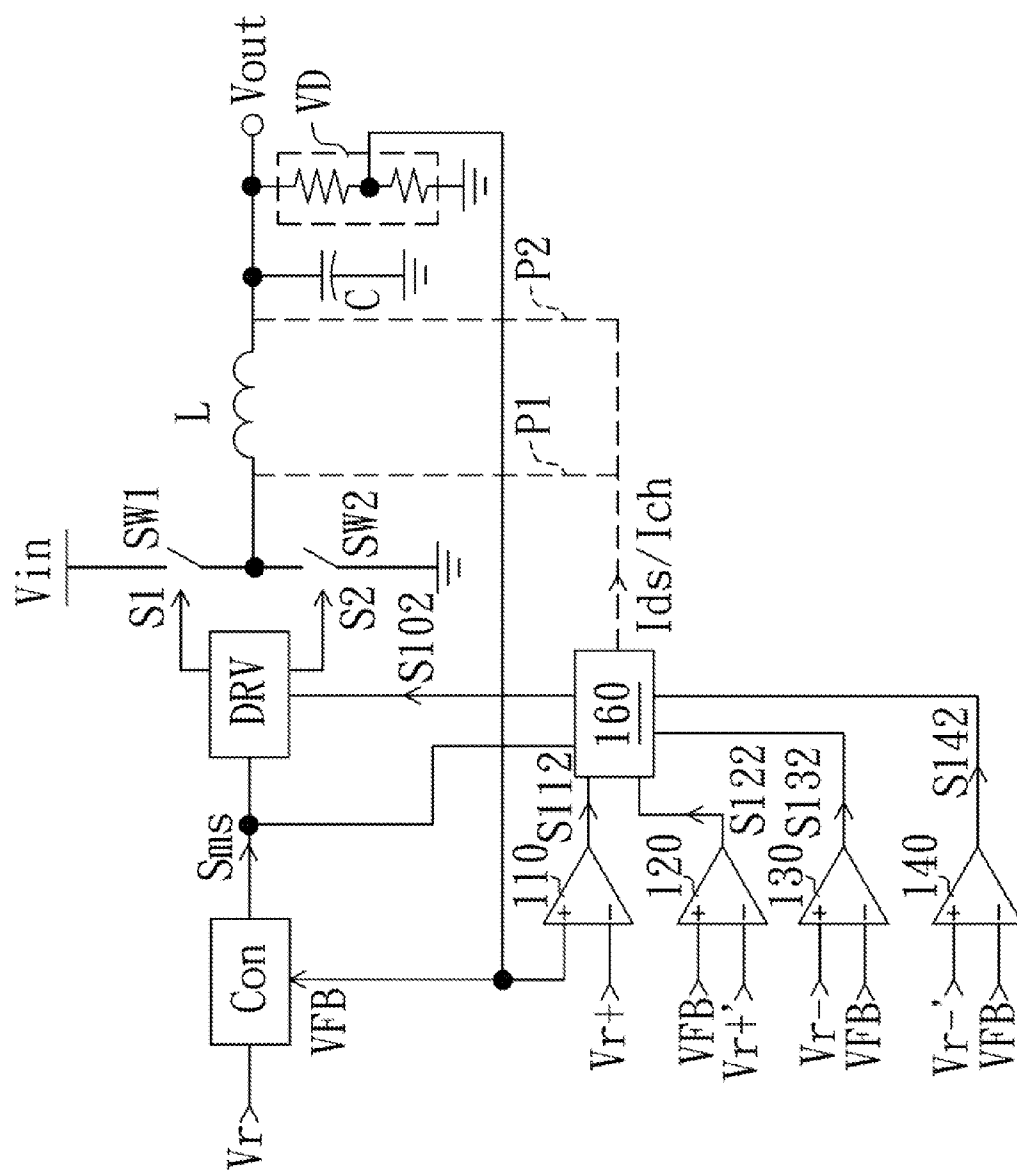 Vin
Vout
SW1
S1
L
VD
DRV
SW2
S2
C
Sms
Con
Vr
VFB
S102
P1
P2
Ids/Ich
160
S112
110
+
−
Vr+
S122
120
+
−
VFB
Vr+'
S132
130
+
−
Vr-
VFB
S142
140
+
−
Vr-'
VFB